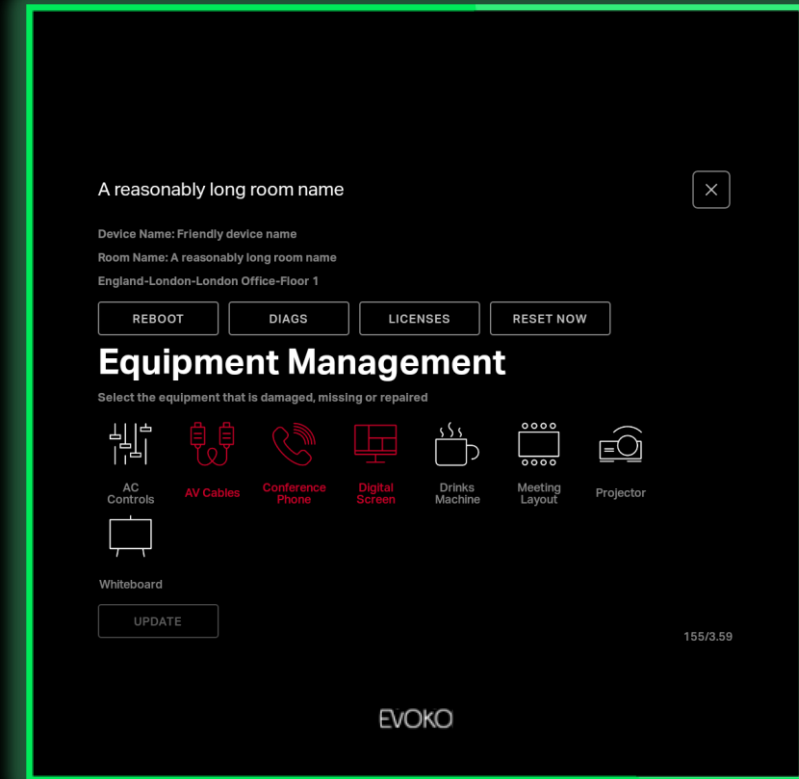 A reasonably long room name
Device Name: Friendly device name
Room Name: A reasonably long room name
England-London-London Office-Floor 1
REBOOT DIAGS LICENSES RESET NOW
Equipment Management
Select the equipment that is damaged, missing or repaired
AC Controls
AV Cables
Conference Phone
Digital Screen
Drinks Machine
Meeting Layout
Projector
Whiteboard
UPDATE
155/3.59
EVOKO